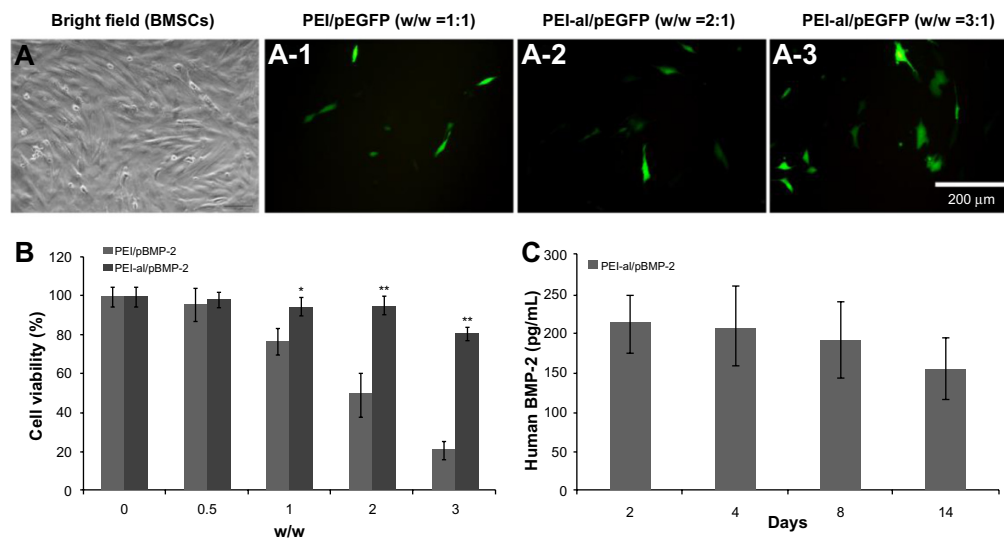 Bright field (BMSCs)
PEI/pEGFP (w/w =1:1)
PEI-al/pEGFP (w/w =2:1)
PEI-al/pEGFP (w/w =3:1)
A
A-1
A-2
A-3
200 μm
B
PEI/pBMP-2
PEI-al/pBMP-2
Cell viability (%)
120
100
80
60
40
20
0
*
**
**
0 0.5 1 2 3
w/w
C
PEI-al/pBMP-2
Human BMP-2 (pg/mL)
300
250
200
150
100
50
0
2 4 8 14
Days